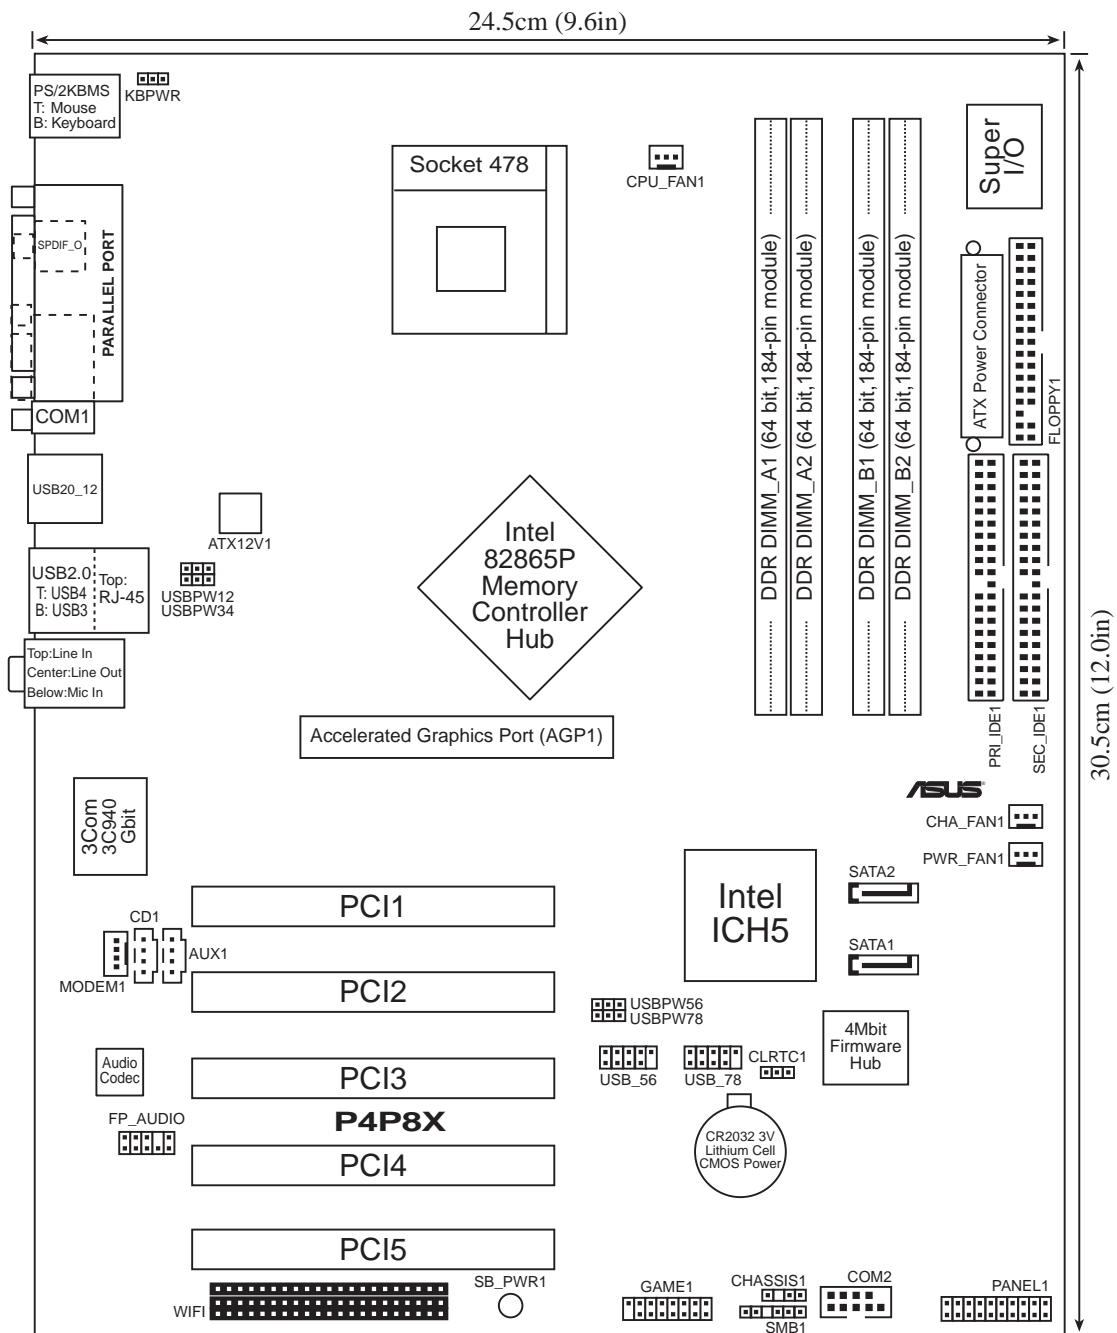 24.5cm (9.6in)
PS/2KBMS
T: Mouse
B: Keyboard
KBPWR
Socket 478
CPU_FAN1
Super
I/O
SPDIF_O
PARALLEL PORT
COM1
DDR DIMM_A1 (64 bit,184-pin module)
DDR DIMM_A2 (64 bit,184-pin module)
DDR DIMM_B1 (64 bit,184-pin module)
DDR DIMM_B2 (64 bit,184-pin module)
ATX Power Connector
FLOPPY1
USB20_12
ATX12V1
Intel
82865P
Memory
Controller
Hub
USB2.0
T: USB4
B: USB3
Top:
RJ-45
USBPW12
USBPW34
Top:Line In
Center:Line Out
Below:Mic In
30.5cm (12.0in)
PRI_IDE1
SEC_IDE1
Accelerated Graphics Port (AGP1)
ASUS
3Com
3C940
Gbit
CHA_FAN1
PWR_FAN1
Intel
ICH5
SATA2
SATA1
PCI1
CD1
AUX1
MODEM1
PCI2
USBPW56
USBPW78
4Mbit
Firmware
Hub
Audio
Codec
PCI3
USB_56
USB_78
CLRTC1
P4P8X
FP_AUDIO
CR2032 3V
Lithium Cell
CMOS Power
PCI4
PCI5
WIFI
SB_PWR1
GAME1
CHASSIS1
SMB1
COM2
PANEL1